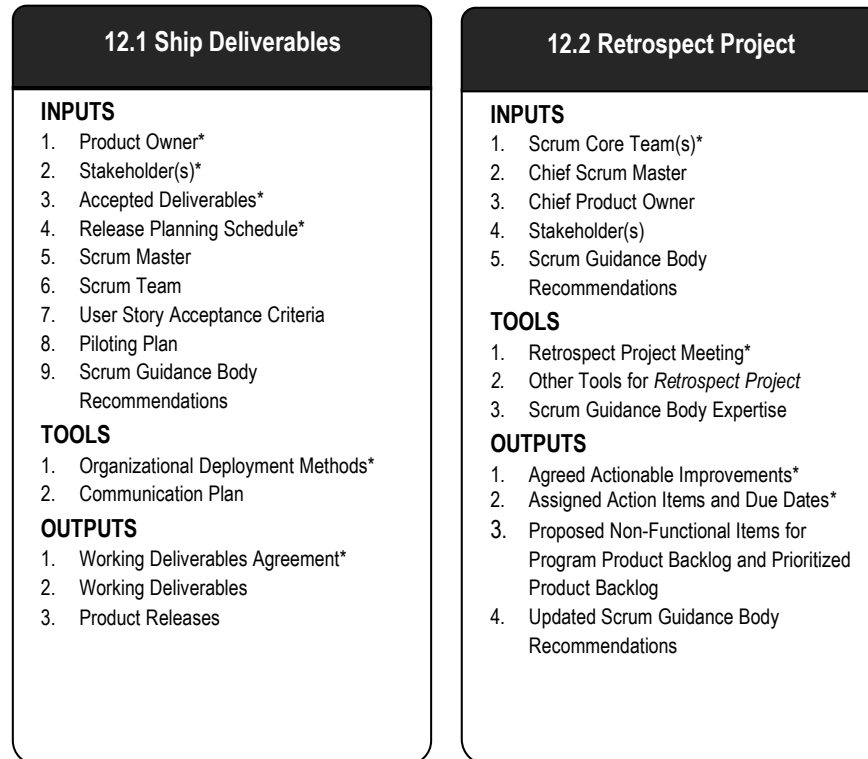 12.1 Ship Deliverables
INPUTS
1. Product Owner*
2. Stakeholder(s)*
3. Accepted Deliverables*
4. Release Planning Schedule*
5. Scrum Master
6. Scrum Team
7. User Story Acceptance Criteria
8. Piloting Plan
9. Scrum Guidance Body
Recommendations
TOOLS
1. Organizational Deployment Methods*
2. Communication Plan
OUTPUTS
1. Working Deliverables Agreement*
2. Working Deliverables
3. Product Releases
12.2 Retrospect Project
INPUTS
1. Scrum Core Team(s)*
2. Chief Scrum Master
3. Chief Product Owner
4. Stakeholder(s)
5. Scrum Guidance Body
Recommendations
TOOLS
1. Retrospect Project Meeting*
2. Other Tools for Retrospect Project
3. Scrum Guidance Body Expertise
OUTPUTS
1. Agreed Actionable Improvements*
2. Assigned Action Items and Due Dates*
3. Proposed Non-Functional Items for
Program Product Backlog and Prioritized
Product Backlog
4. Updated Scrum Guidance Body
Recommendations